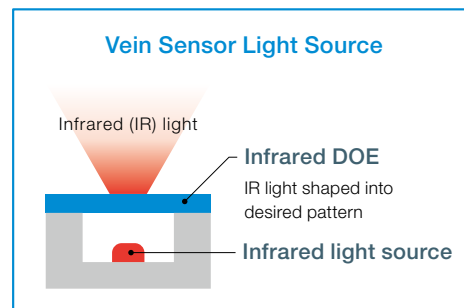 Vein Sensor Light Source
Infrared (IR) light
Infrared DOE
IR light shaped into
desired pattern
Infrared light source